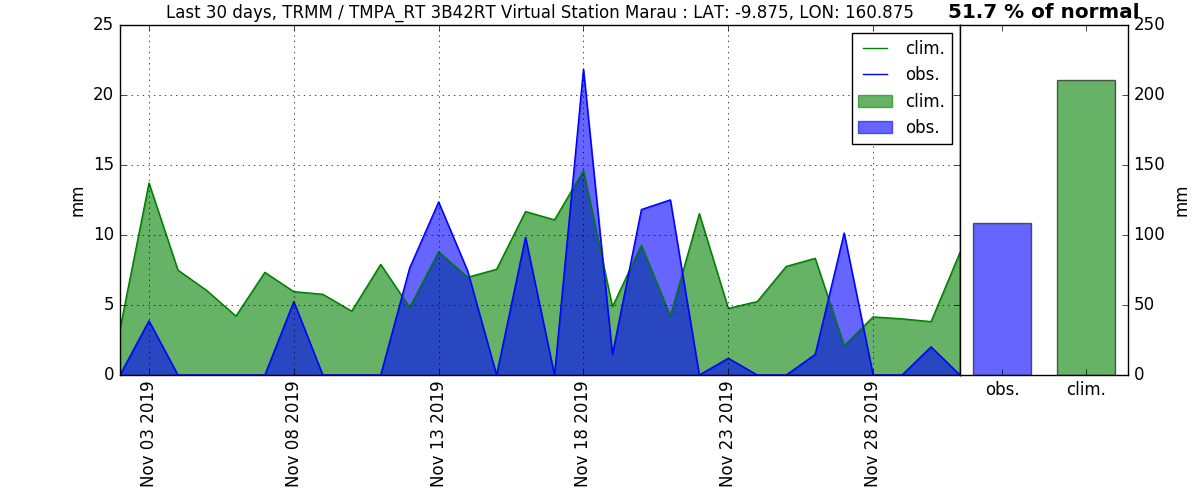 Last 30 days, TRMM / TMPA_RT 3B42RT Virtual Station Marau : LAT: -9.875, LON: 160.875
51.7 % of normal
25
20
15
10
5
0
mm
clim.
obs.
clim.
obs.
250
200
150
100
50
0
mm
Nov 03 2019
Nov 08 2019
Nov 13 2019
Nov 18 2019
Nov 23 2019
Nov 28 2019
obs.
clim.